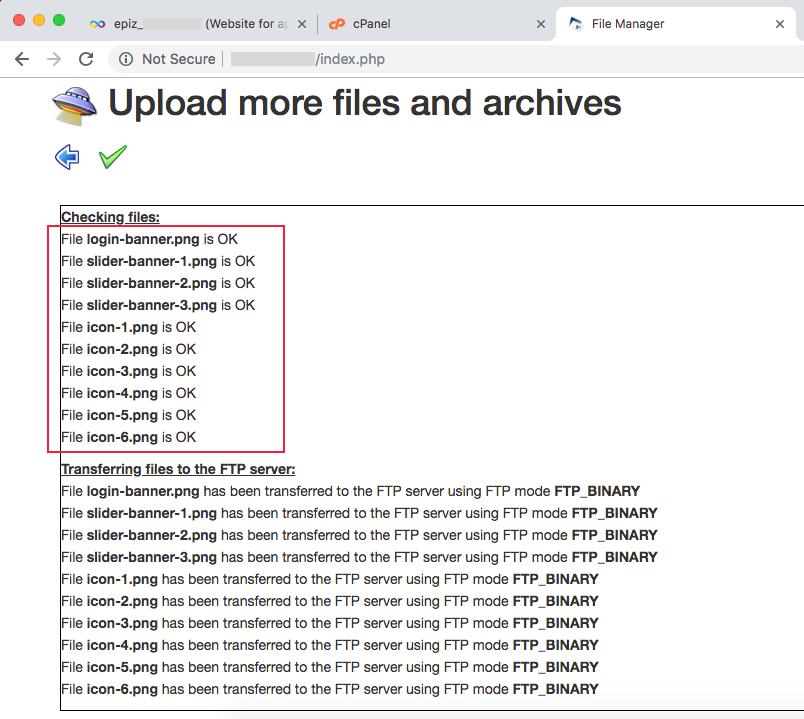 epiz_ (Website for ap
cPanel
File Manager
Not Secure /index.php
Upload more files and archives
Checking files:
File login-banner.png is OK
File slider-banner-1.png is OK
File slider-banner-2.png is OK
File slider-banner-3.png is OK
File icon-1.png is OK
File icon-2.png is OK
File icon-3.png is OK
File icon-4.png is OK
File icon-5.png is OK
File icon-6.png is OK
Transferring files to the FTP server:
File login-banner.png has been transferred to the FTP server using FTP mode FTP_BINARY
File slider-banner-1.png has been transferred to the FTP server using FTP mode FTP_BINARY
File slider-banner-2.png has been transferred to the FTP server using FTP mode FTP_BINARY
File slider-banner-3.png has been transferred to the FTP server using FTP mode FTP_BINARY
File icon-1.png has been transferred to the FTP server using FTP mode FTP_BINARY
File icon-2.png has been transferred to the FTP server using FTP mode FTP_BINARY
File icon-3.png has been transferred to the FTP server using FTP mode FTP_BINARY
File icon-4.png has been transferred to the FTP server using FTP mode FTP_BINARY
File icon-5.png has been transferred to the FTP server using FTP mode FTP_BINARY
File icon-6.png has been transferred to the FTP server using FTP mode FTP_BINARY